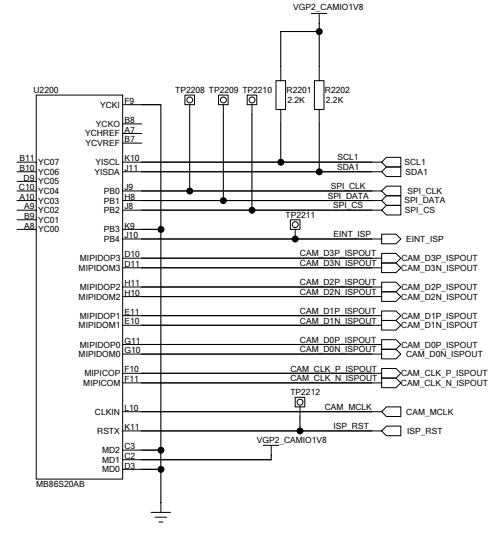 VGP2_CAMIO1V8
U2200
TP2208 TP2209 TP2210 R2201 2.2K R2202 2.2K
YCKI F9
YCKO B8
YCHREF A7
YCVREF B7
B11 YC07 YISCL K10 SCL1 SCL1
B10 YC06 YISDA J11 SDA1 SDA1
D9 YC05
C10 YC04 PB0 J9 SPI_CLK SPI_CLK
A10 YC03 PB1 H8 SPI_DATA SPI_DATA
A9 YC02 PB2 J8 SPI_CS SPI_CS
B9 YC01
TP2211
A8 YC00 PB3 K9
PB4 J10 EINT_ISP EINT_ISP
MIPIDOP3 D10 CAM_D3P_ISPOUT CAM_D3P_ISPOUT
MIPIDOM3 D11 CAM_D3N_ISPOUT CAM_D3N_ISPOUT
MIPIDOP2 H11 CAM_D2P_ISPOUT CAM_D2P_ISPOUT
MIPIDOM2 H10 CAM_D2N_ISPOUT CAM_D2N_ISPOUT
MIPIDOP1 E11 CAM_D1P_ISPOUT CAM_D1P_ISPOUT
MIPIDOM1 E10 CAM_D1N_ISPOUT CAM_D1N_ISPOUT
MIPIDOP0 G11 CAM_D0P_ISPOUT CAM_D0P_ISPOUT
MIPIDOM0 G10 CAM_D0N_ISPOUT CAM_D0N_ISPOUT
MIPICOP F10 CAM_CLK_P_ISPOUT CAM_CLK_P_ISPOUT
MIPICOM F11 CAM_CLK_N_ISPOUT CAM_CLK_N_ISPOUT
TP2212
CLKIN L10 CAM_MCLK CAM_MCLK
RSTX K11 ISP_RST ISP_RST
VGP2_CAMIO1V8
MD2 C3
MD1 C2
MD0 D3
MB86S20AB